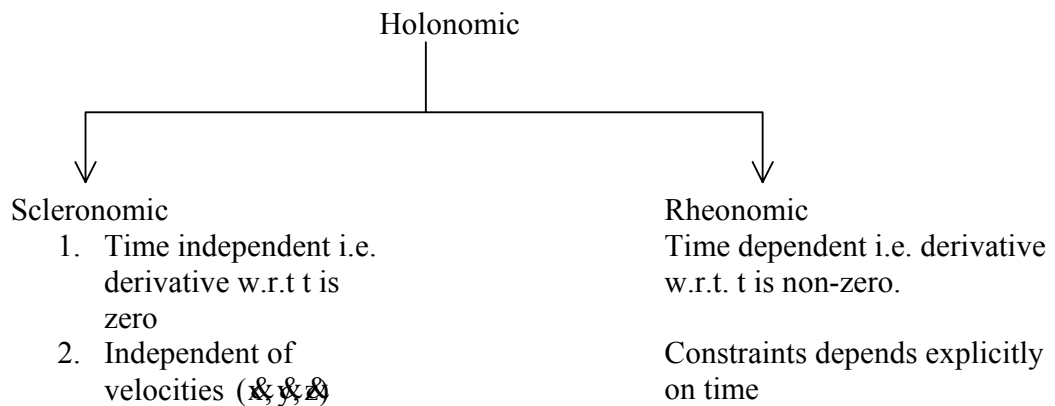 Holonomic
Scleronomic
1. Time independent i.e.
derivative w.r.t t is
zero
2. Independent of
velocities (x&, y&, z&)
Rheonomic
Time dependent i.e. derivative
w.r.t. t is non-zero.
Constraints depends explicitly
on time